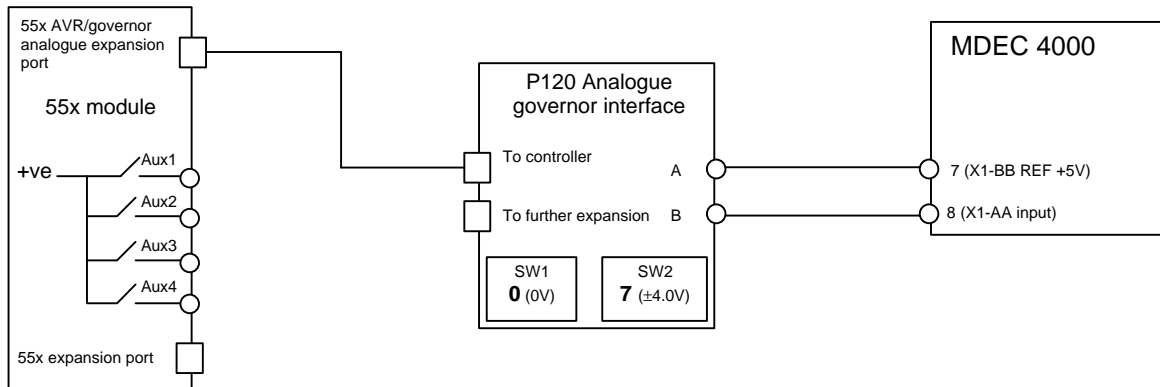 55x AVR/governor
analogue expansion
port
55x module
+ve
Aux1
Aux2
Aux3
Aux4
55x expansion port
P120 Analogue
governor interface
To controller
A
To further expansion
B
SW1
0 (0V)
SW2
7 (±4.0V)
MDEC 4000
7 (X1-BB REF +5V)
8 (X1-AA input)